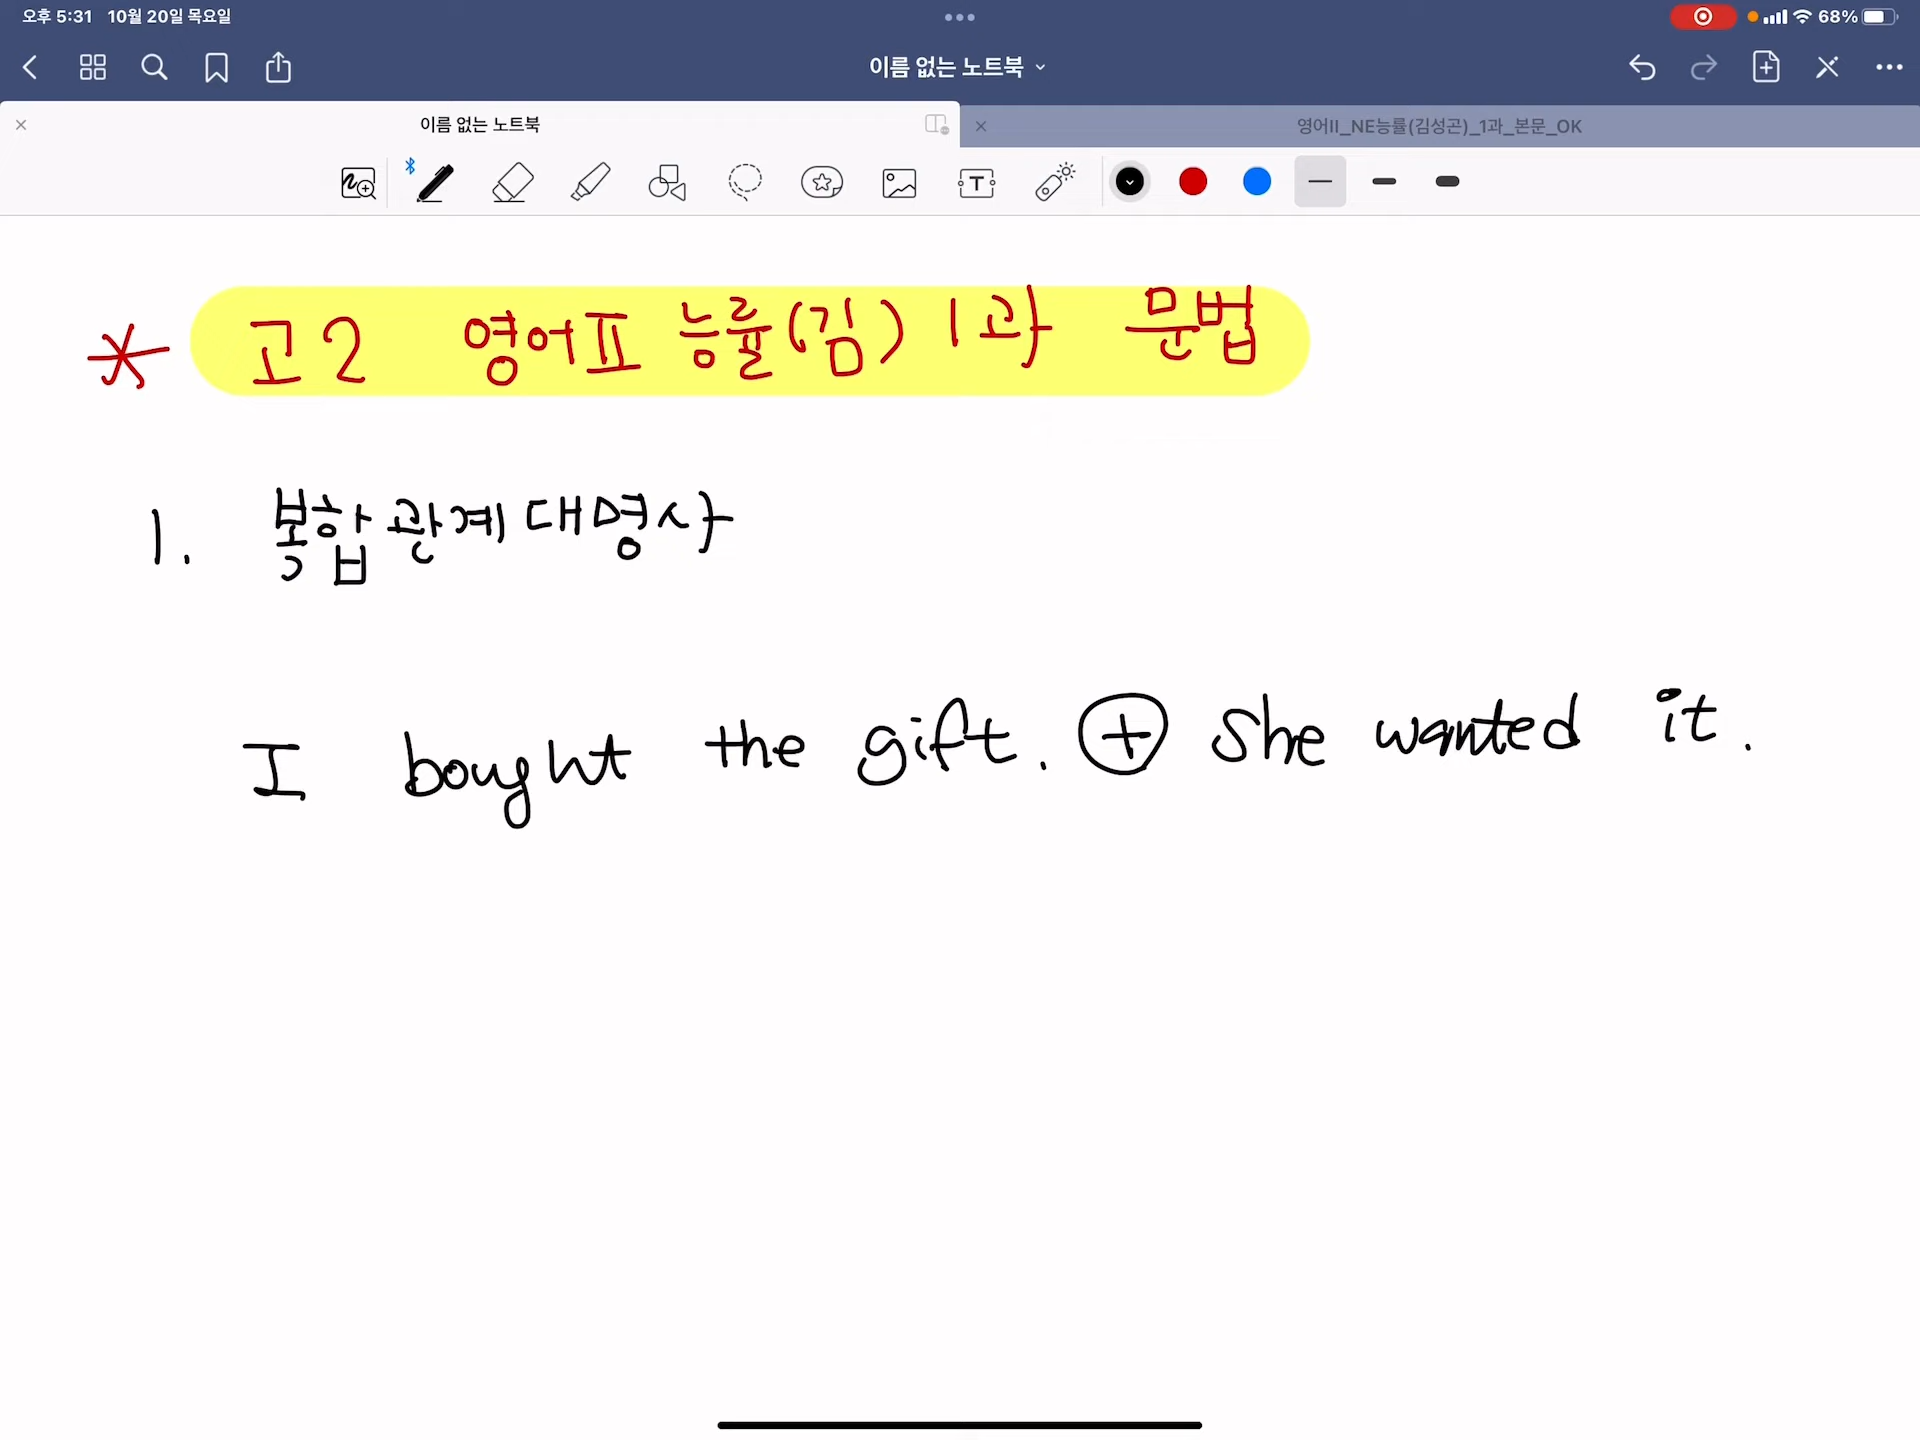 오후 5:31 10월 20일 목요일
68%
이름 없는 노트북
이름 없는 노트북
영어II_NE능률(김성곤)_1과_본문_OK
T
* 고2 영어Ⅱ 능률(김) 1과 문법
1. 복합관계대명사
I bought the gift. + She wanted it.